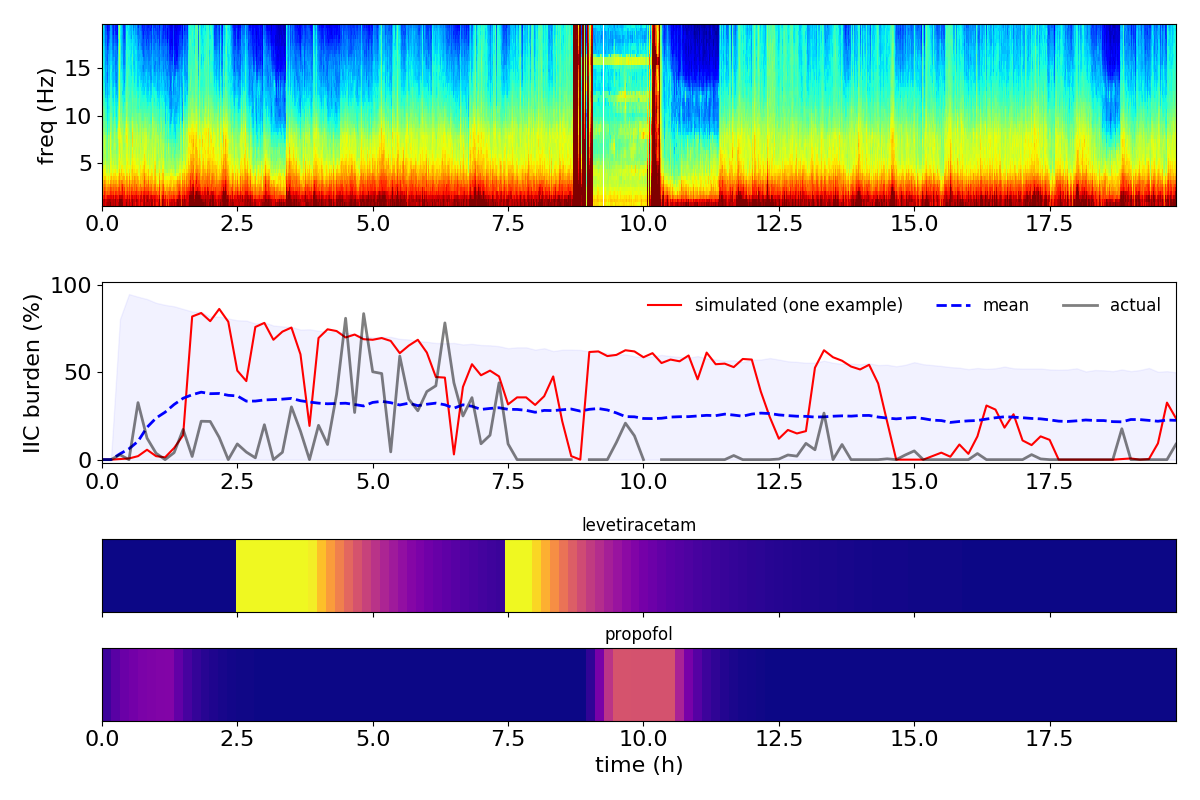 freq (Hz)
15
10
5
0.0 2.5 5.0 7.5 10.0 12.5 15.0 17.5
IIC burden (%)
100
50
0
simulated (one example) mean actual
0.0 2.5 5.0 7.5 10.0 12.5 15.0 17.5
levetiracetam
propofol
0.0 2.5 5.0 7.5 10.0 12.5 15.0 17.5
time (h)